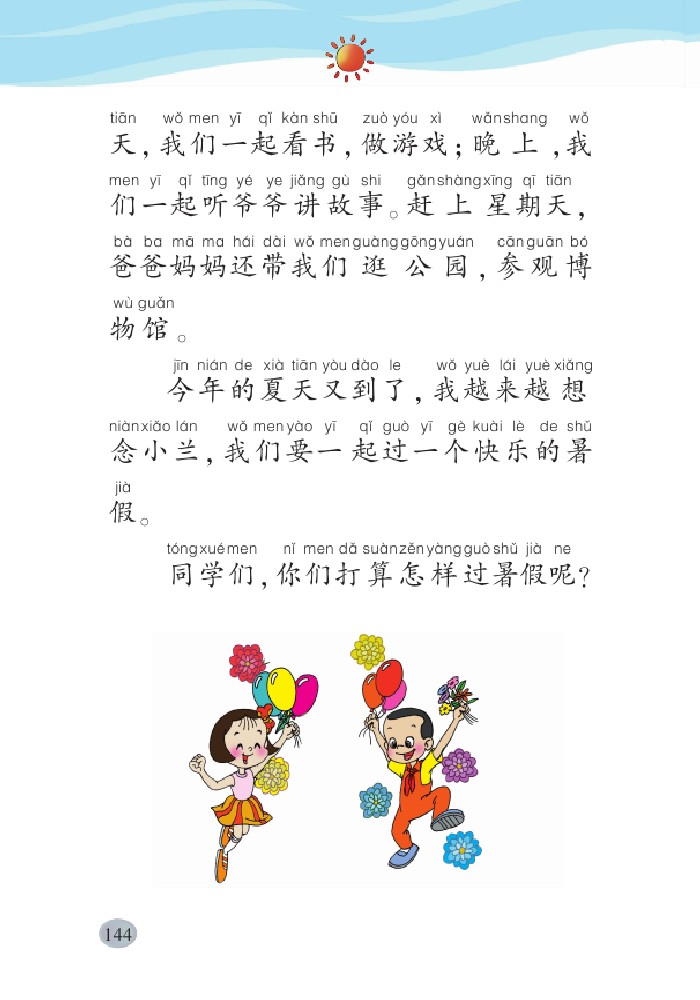 tiān wǒ men yī qǐ kàn shū zuò yóu xì wǎnshang wǒ
天，我们一起看书，做游戏；晚上，我
men yī qǐ tīng yé ye jiǎng gù shi gǎnshàngxīng qī tiān
们一起听爷爷讲故事。赶上星期天，
bà ba mā ma hái dài wǒ menguànggōngyuán cānguān bó
爸爸妈妈还带我们逛公园，参观博
wù guǎn
物馆。
jīn nián de xià tiān yòu dào le wǒ yuè lái yuè xiǎng
今年的夏天又到了，我越来越想
niànxiǎo lán wǒ menyào yī qǐ guò yī gè kuài lè de shǔ
念小兰，我们要一起过一个快乐的暑
jià
假。
tóngxuémen nǐ men dǎ suànzěnyàngguò shǔ jià ne
同学们，你们打算怎样过暑假呢？
144